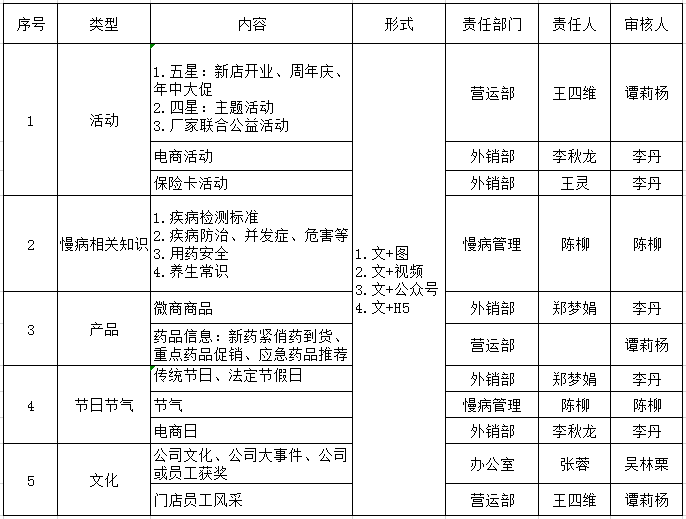 序号 类型 内容 形式 责任部门 责任人 审核人
1 活动
1.五星：新店开业、周年庆、
年中大促
2.四星：主题活动
3.厂家联合公益活动
营运部 王四维 谭莉杨
电商活动 外销部 李秋龙 李丹
保险卡活动 外销部 王灵 李丹
2 慢病相关知识
1.疾病检测标准
2.疾病防治、并发症、危害等
3.用药安全
4.养生常识
1.文+图
2.文+视频
3.文+公众号
4.文+H5
慢病管理 陈柳 陈柳
3 产品
微商商品 外销部 郑梦娟 李丹
药品信息：新药紧俏药到货、
重点药品促销、应急药品推荐
营运部 谭莉杨
4 节日节气
传统节日、法定节假日 外销部 郑梦娟 李丹
节气 慢病管理 陈柳 陈柳
电商日 外销部 李秋龙 李丹
5 文化
公司文化、公司大事件、公司
或员工获奖
办公室 张蓉 吴林栗
门店员工风采 营运部 王四维 谭莉杨